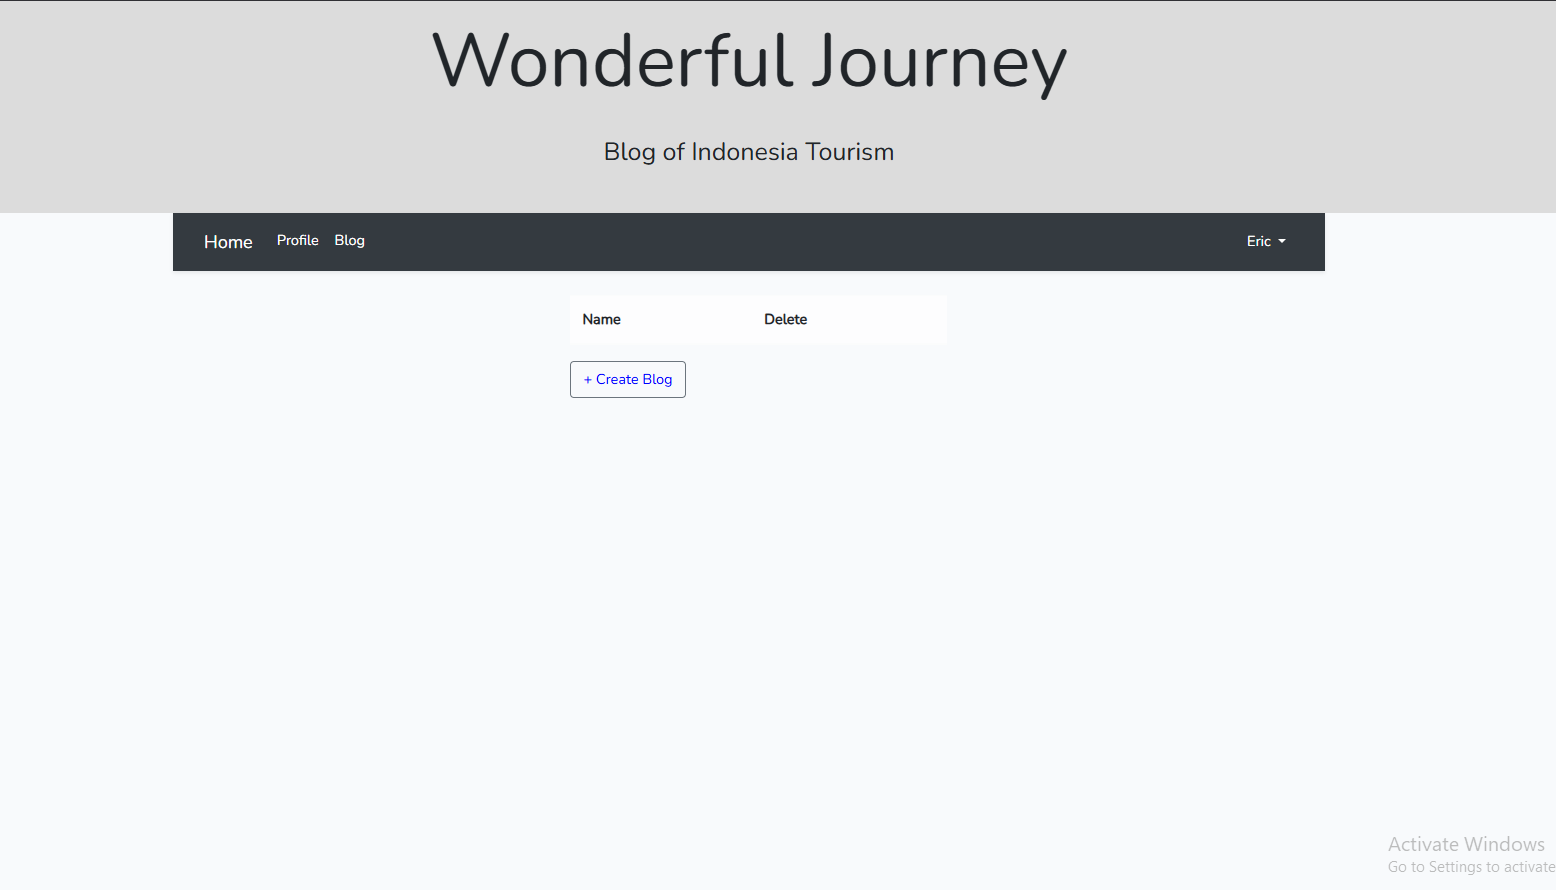 Wonderful Journey
Blog of Indonesia Tourism
Home Profile Blog Eric
Name Delete
+ Create Blog
Activate Windows
Go to Settings to activate